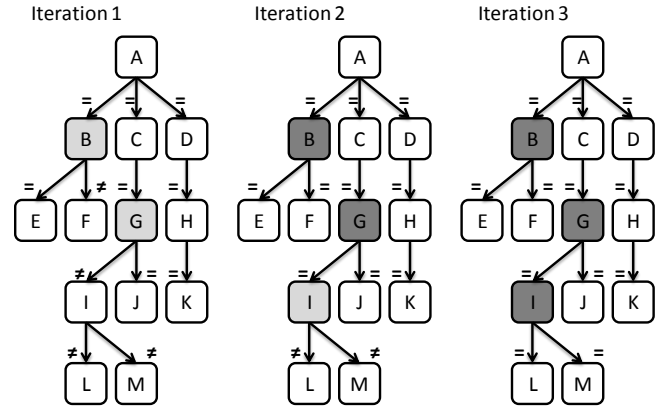 Iteration 1 Iteration 2 Iteration 3
A A A
= = = = = = = = =
B C D B C D B C D
= ≠ = = = = = = = = = =
E F G H E F G H E F G H
≠ = = = = = = = =
I J K I J K I J K
≠ ≠ ≠ ≠ = =
L M L M L M